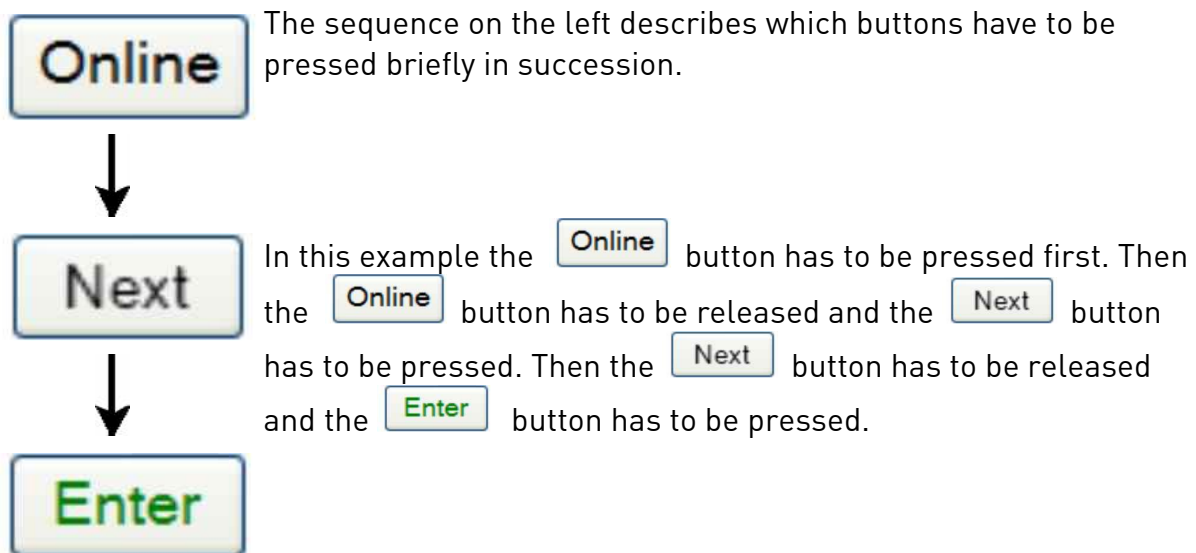 Online
The sequence on the left describes which buttons have to be
pressed briefly in succession.
Next
In this example the Online button has to be pressed first. Then
the Online button has to be released and the Next button
has to be pressed. Then the Next button has to be released
and the Enter button has to be pressed.
Enter